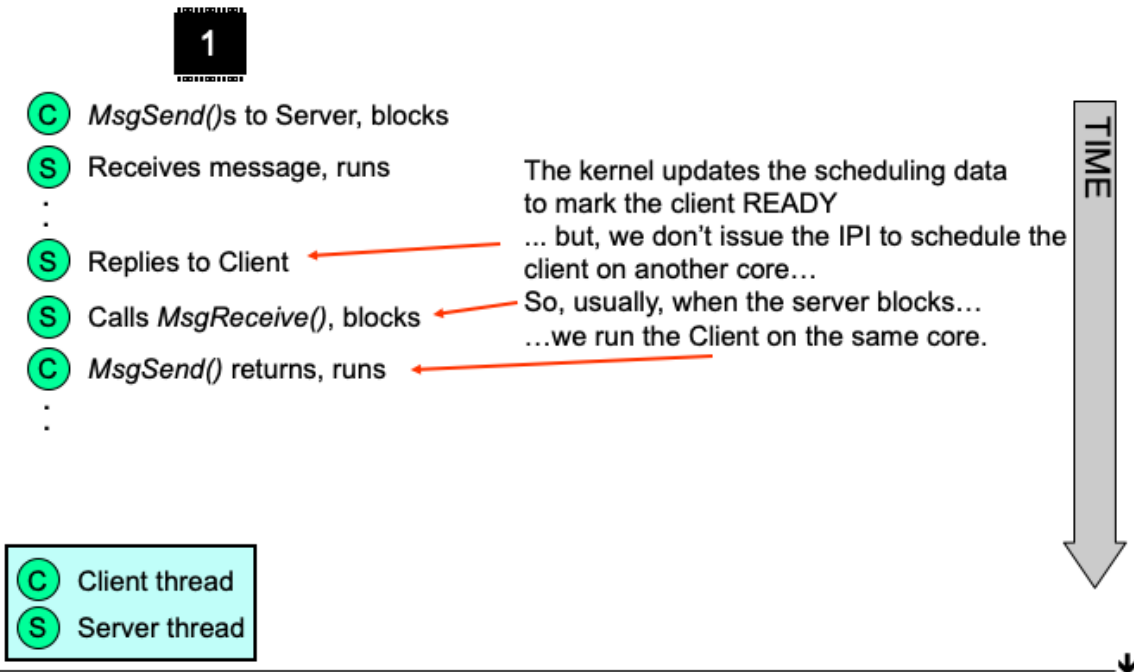 1
C MsgSend()s to Server, blocks
S Receives message, runs
:
S Replies to Client
S Calls MsgReceive(), blocks
C MsgSend() returns, runs
:
The kernel updates the scheduling data
to mark the client READY
... but, we don't issue the IPI to schedule the
client on another core…
So, usually, when the server blocks…
…we run the Client on the same core.
TIME
C Client thread
S Server thread